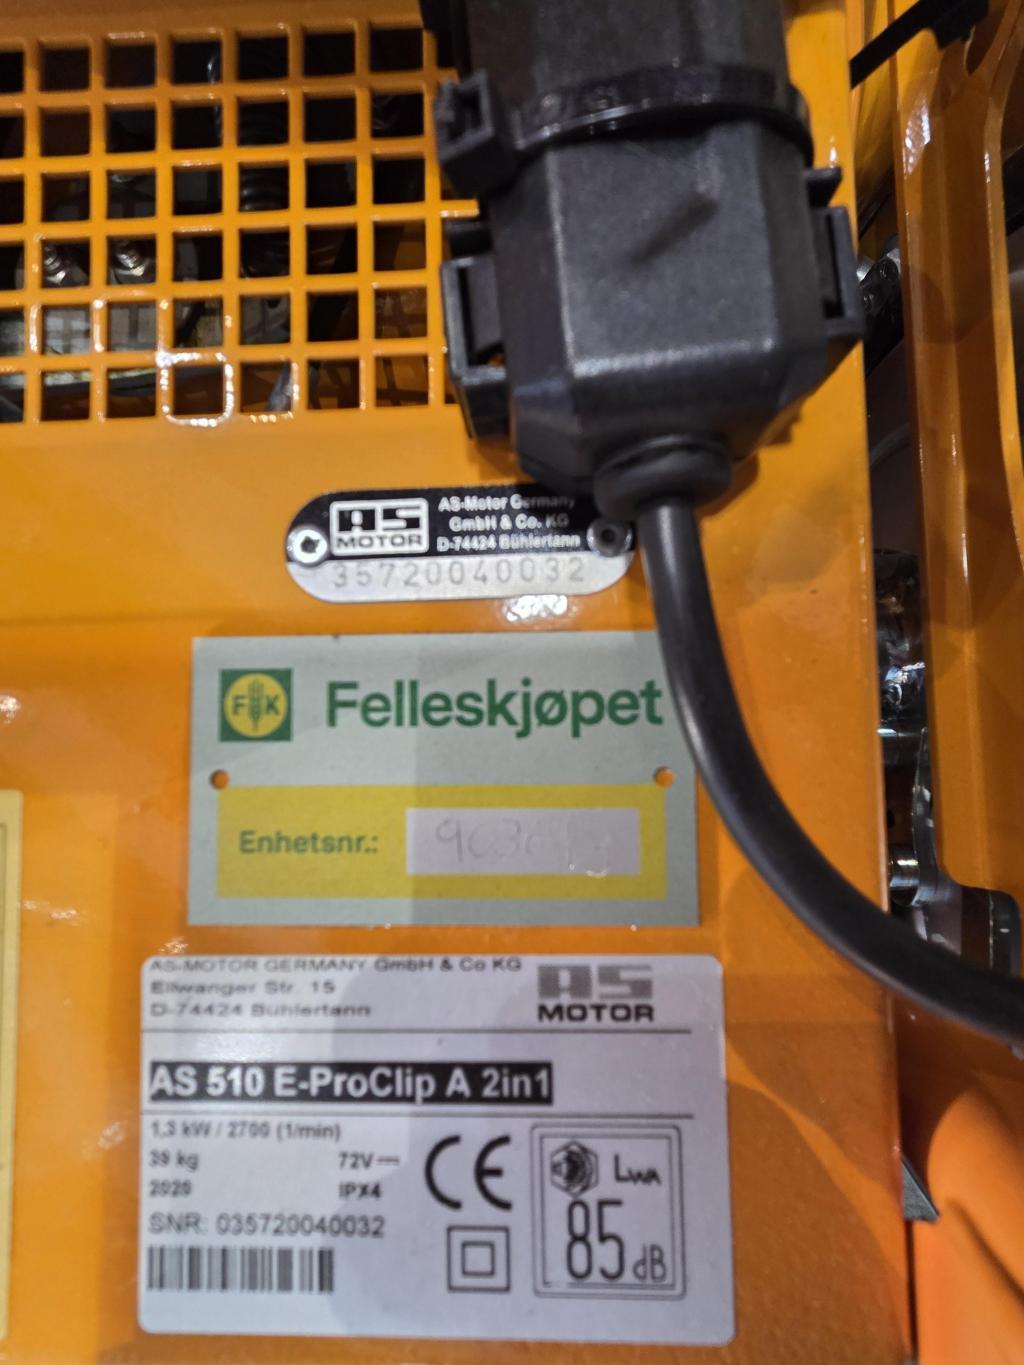 AS
MOTOR
AS-Motor Germany
GmbH & Co. KG
D-74424 Bühlertann
35720040032
FK
Felleskjøpet
Enhetsnr.:
AS-MOTOR GERMANY GmbH & Co KG
Ellwanger Str. 15
D-74424 Bühlertann
AS
MOTOR
AS 510 E-ProClip A 2in1
1,3 kW / 2700 (1/min)
39 kg
72V
2020
IPX4
SNR: 035720040032
CE
LWA
85 dB